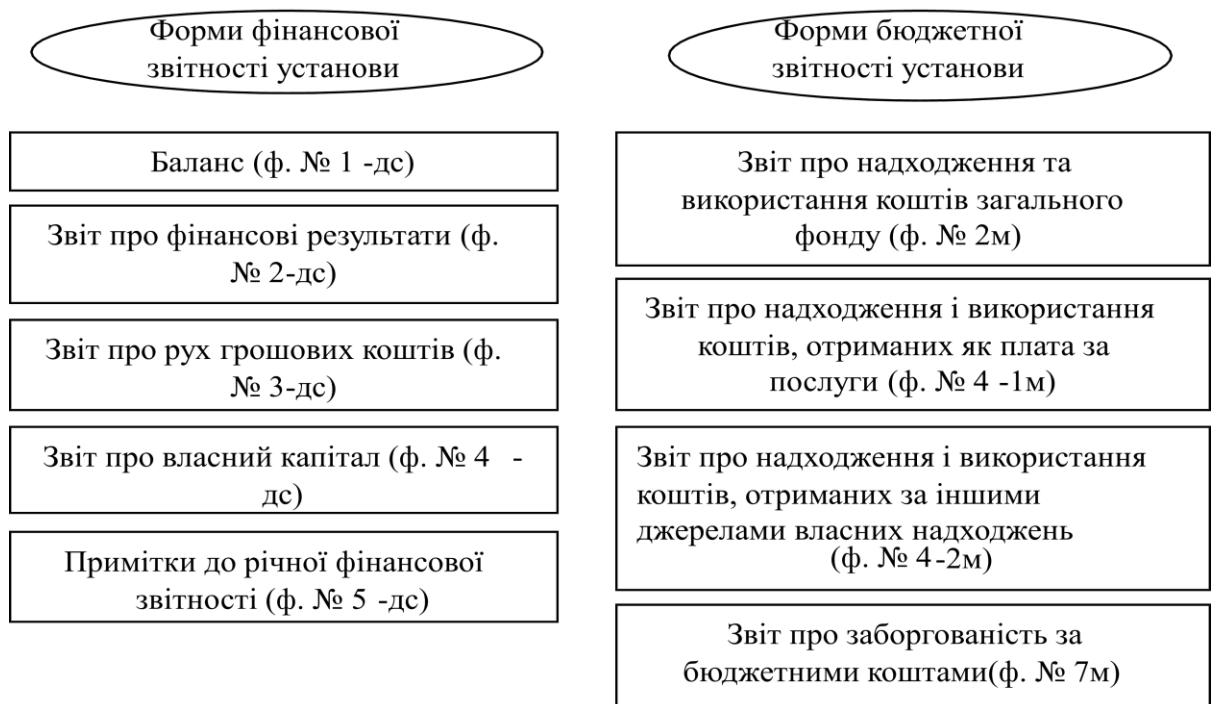 Форми фінансової
звітності установи
Баланс (ф. № 1 -дс)
Звіт про фінансові результати (ф.
№ 2-дс)
Звіт про рух грошових коштів (ф.
№ 3-дс)
Звіт про власний капітал (ф. № 4 -
дс)
Примітки до річної фінансової
звітності (ф. № 5 -дс)
Форми бюджетної
звітності установи
Звіт про надходження та
використання коштів загального
фонду (ф. № 2м)
Звіт про надходження і використання
коштів, отриманих як плата за
послуги (ф. № 4 -1м)
Звіт про надходження і використання
коштів, отриманих за іншими
джерелами власних надходжень
(ф. № 4-2м)
Звіт про заборгованість за
бюджетними коштами(ф. № 7м)